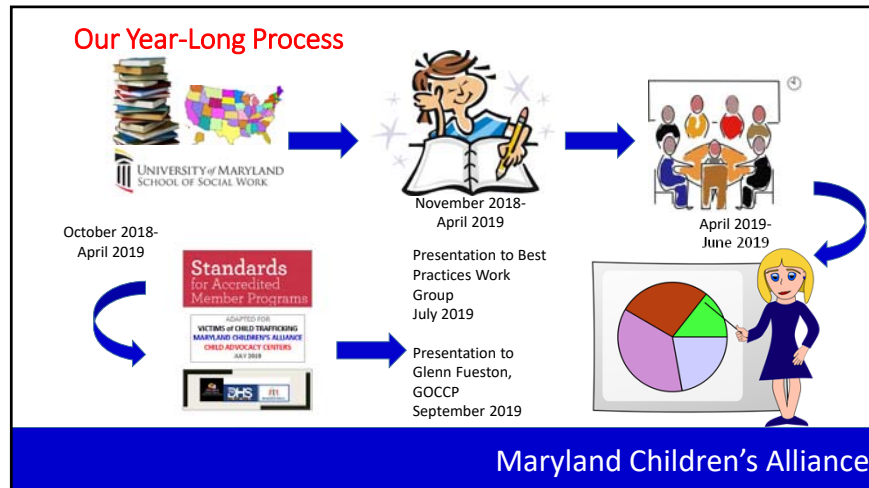 Our Year-Long Process
UNIVERSITY of MARYLAND
SCHOOL OF SOCIAL WORK
October 2018-
April 2019
November 2018-
April 2019
April 2019-
June 2019
Standards
for Accredited
Member Programs
ADAPTED FOR
VICTIMS of CHILD TRAFFICKING
MARYLAND CHILDREN'S ALLIANCE
CHILD ADVOCACY CENTERS
JULY 2019
DHS
Presentation to Best
Practices Work
Group
July 2019
Presentation to
Glenn Fueston,
GOCCP
September 2019
Maryland Children's Alliance